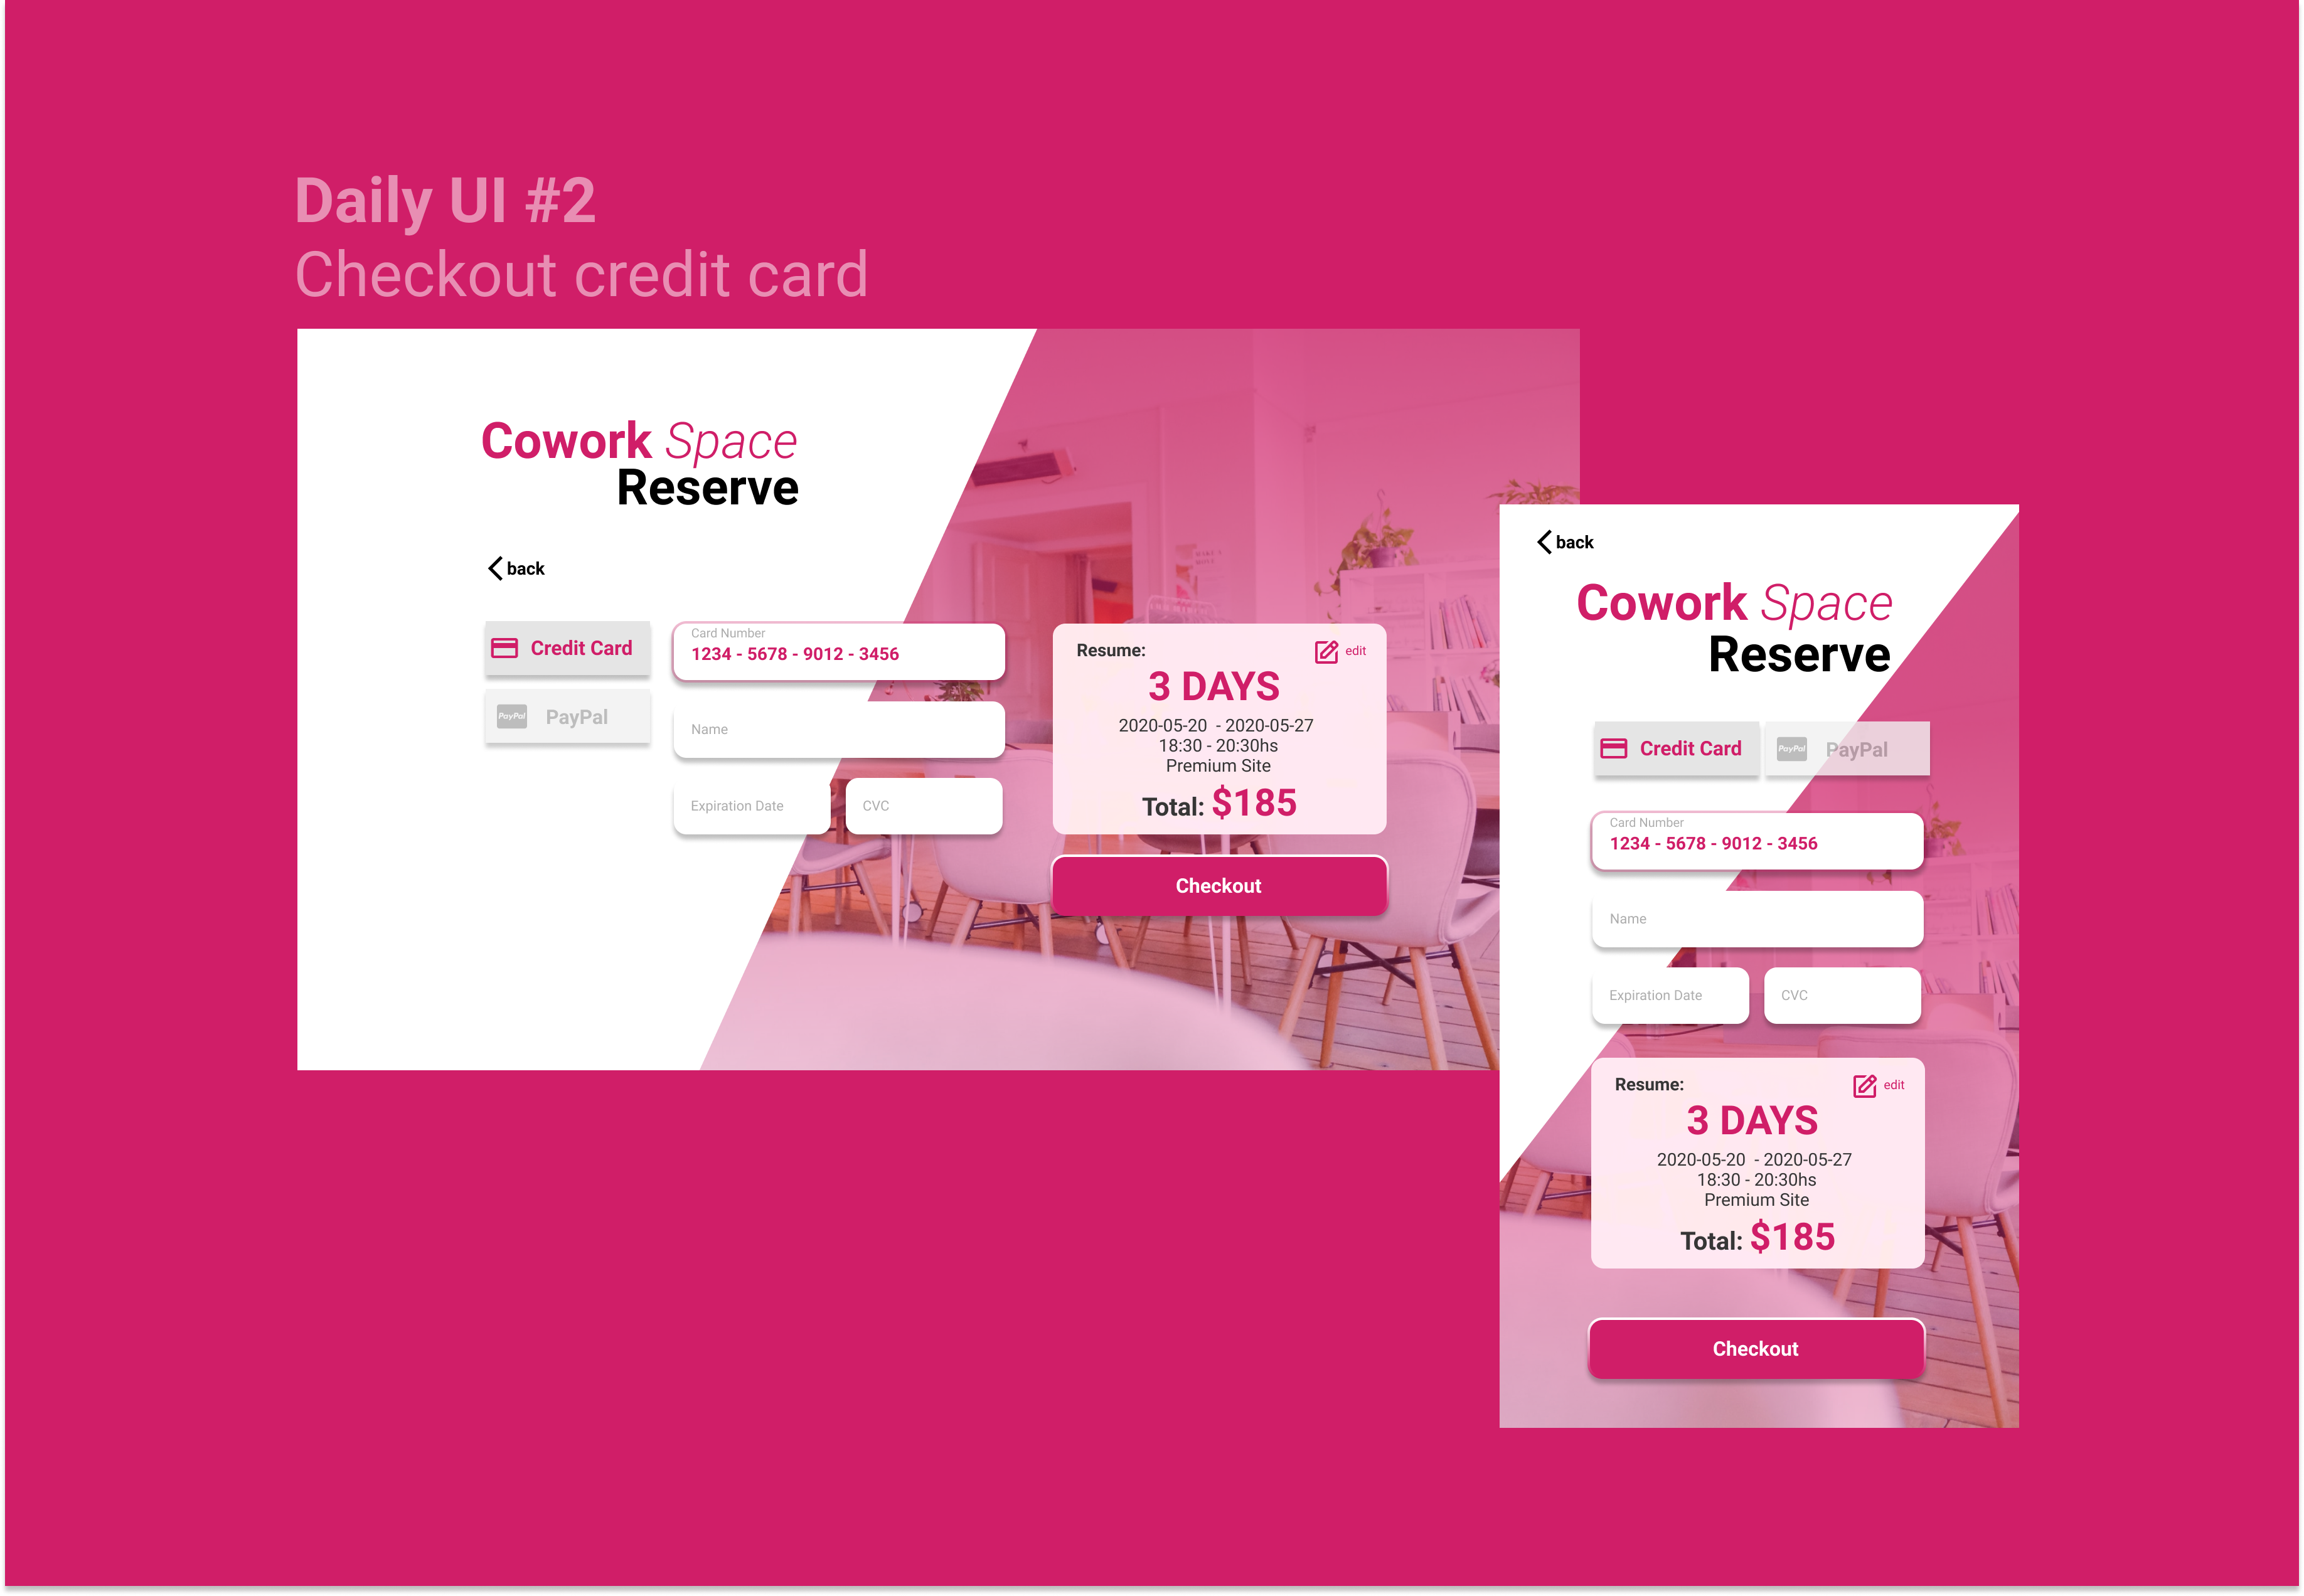 Daily UI #2
Checkout credit card
Cowork Space
Reserve
back
Credit Card
PayPal PayPal
Card Number
1234 - 5678 - 9012 - 3456
Name
Expiration Date
CVC
Resume:
edit
3 DAYS
2020-05-20 - 2020-05-27
18:30 - 20:30hs
Premium Site
Total: $185
Checkout
back
Cowork Space
Reserve
Credit Card
PayPal PayPal
Card Number
1234 - 5678 - 9012 - 3456
Name
Expiration Date
CVC
Resume:
edit
3 DAYS
2020-05-20 - 2020-05-27
18:30 - 20:30hs
Premium Site
Total: $185
Checkout